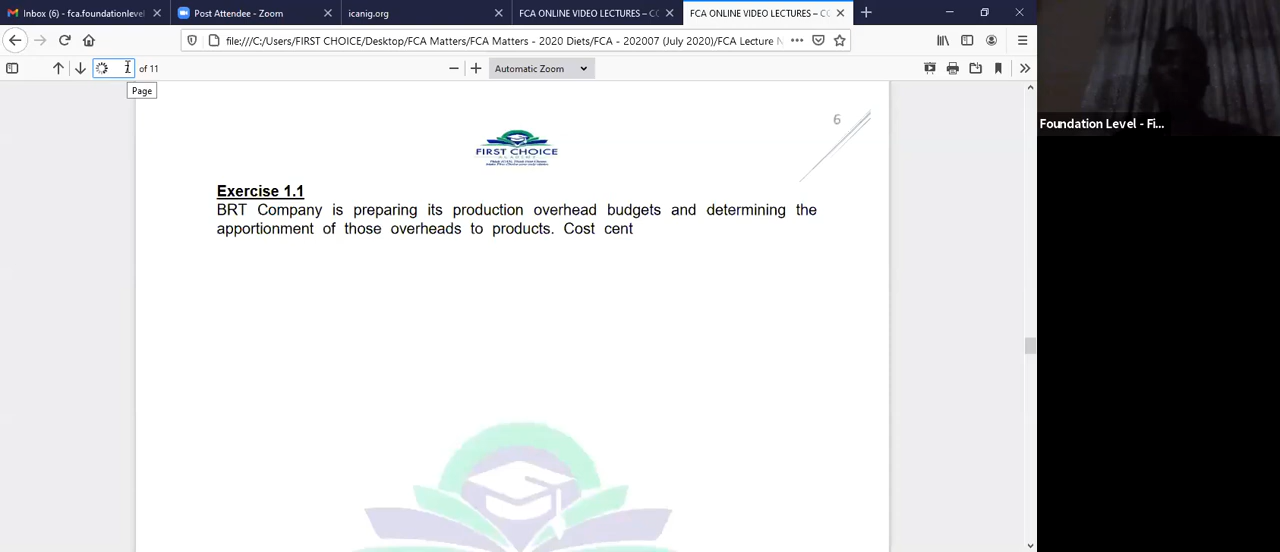 Inbox (6) - fca.foundationlevel
Post Attendee - Zoom
icanig.org
FCA ONLINE VIDEO LECTURES – CO
FCA ONLINE VIDEO LECTURES – CO
file:///C:/Users/FIRST CHOICE/Desktop/FCA Matters/FCA Matters - 2020 Diets/FCA - 202007 (July 2020)/FCA Lecture N
of 11
Automatic Zoom
Page
6
FIRST CHOICE
ACADEMY
Foundation Level - Fi...
Exercise 1.1
BRT Company is preparing its production overhead budgets and determining the
apportionment of those overheads to products. Cost cent